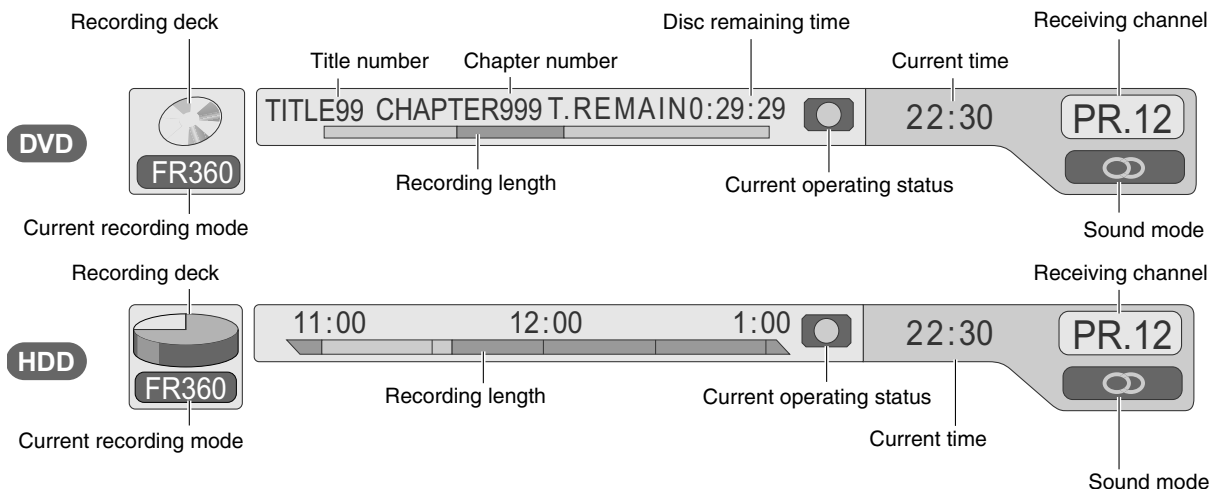 Recording deck
Disc remaining time
Receiving channel
Title number
Chapter number
Current time
DVD
FR360
TITLE99 CHAPTER999 T.REMAIN0:29:29
22:30
PR.12
Recording length
Current operating status
Current recording mode
Sound mode
Recording deck
Receiving channel
HDD
FR360
11:00 12:00 1:00
22:30
PR.12
Recording length
Current operating status
Current recording mode
Current time
Sound mode